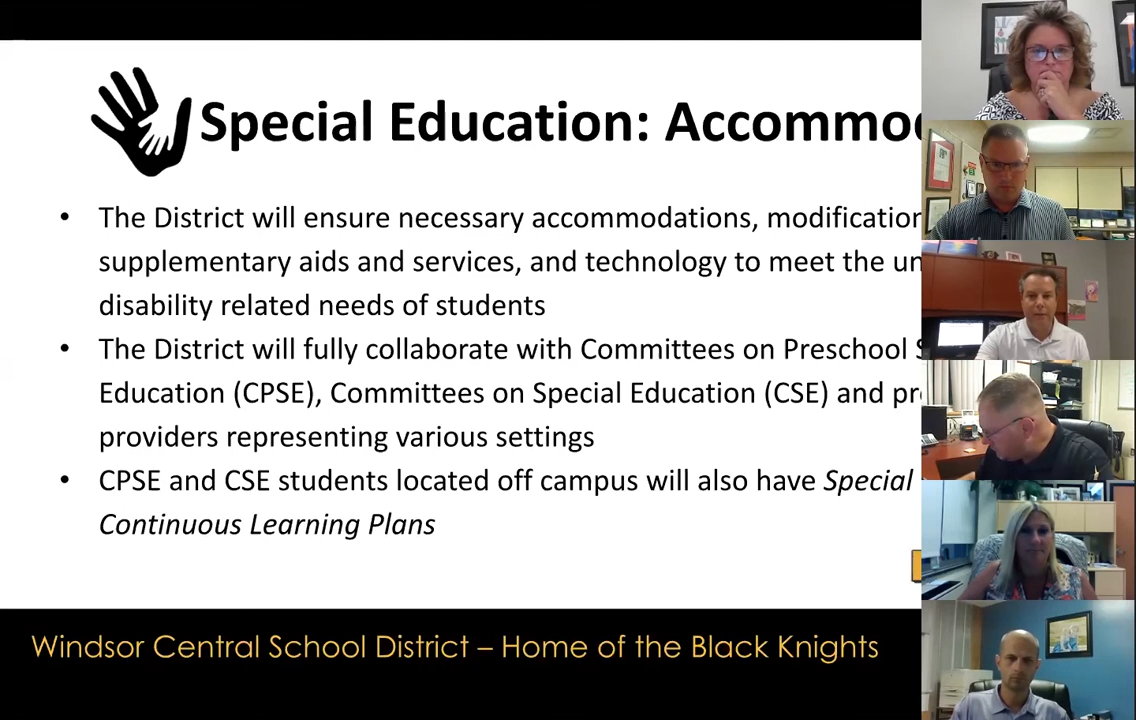 Special Education: Accommo
• The District will ensure necessary accommodations, modification
supplementary aids and services, and technology to meet the un
disability related needs of students
• The District will fully collaborate with Committees on Preschool S
Education (CPSE), Committees on Special Education (CSE) and pr
providers representing various settings
• CPSE and CSE students located off campus will also have Special
Continuous Learning Plans
Windsor Central School District – Home of the Black Knights